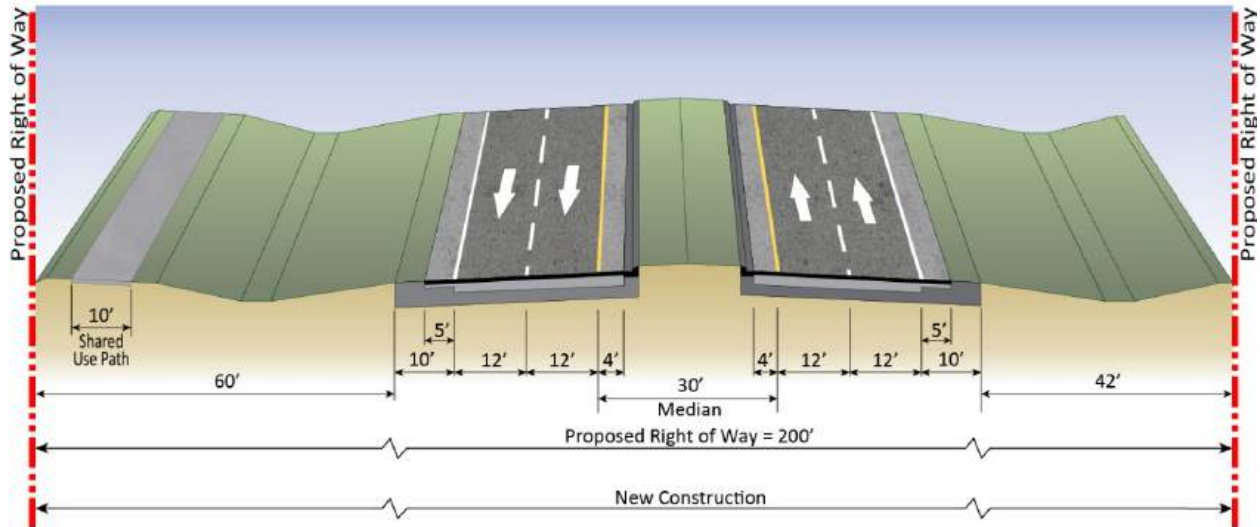 Proposed Right of Way
Proposed Right of Way
10’
Shared
Use Path
5’
5’
10’
12’
12’
4’
4’
12’
12’
10’
60’
30’
Median
42’
Proposed Right of Way = 200’
New Construction